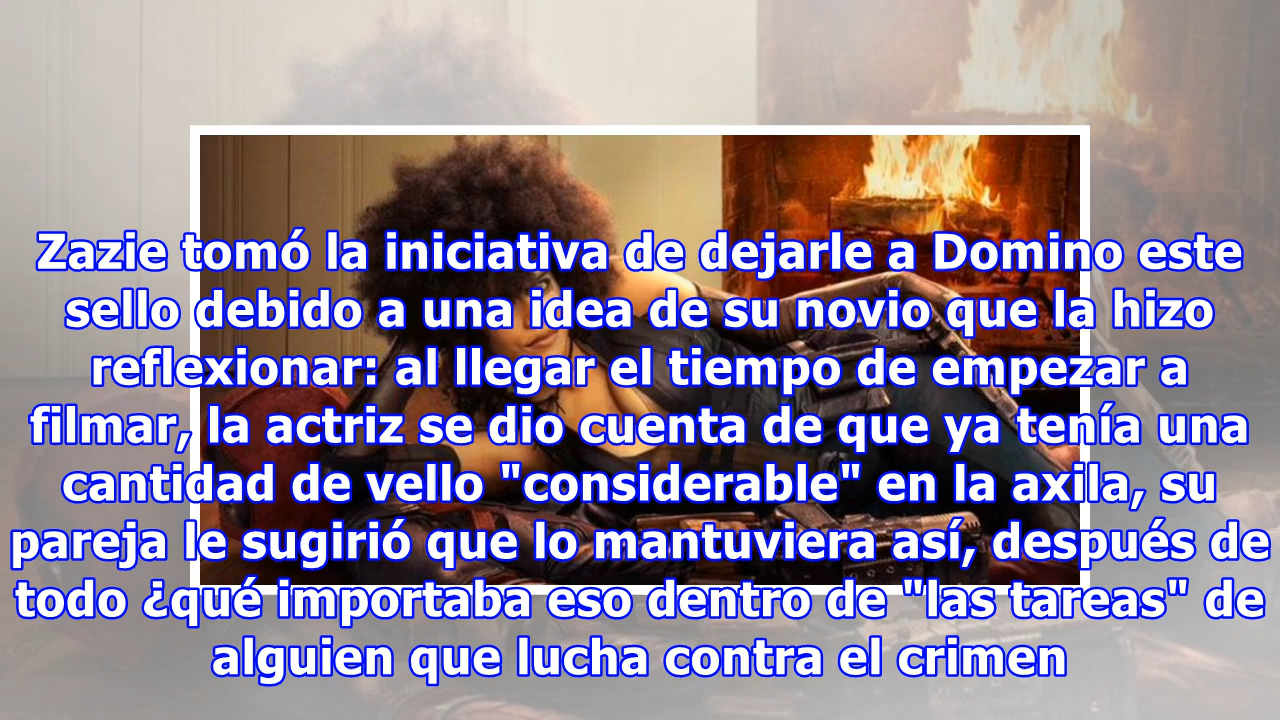 Zazie tomó la iniciativa de dejarle a Domino este
sello debido a una idea de su novio que la hizo
reflexionar: al llegar el tiempo de empezar a
filmar, la actriz se dio cuenta de que ya tenía una
cantidad de vello "considerable" en la axila, su
pareja le sugirió que lo mantuviera así, después de
todo ¿qué importaba eso dentro de "las tareas" de
alguien que lucha contra el crimen